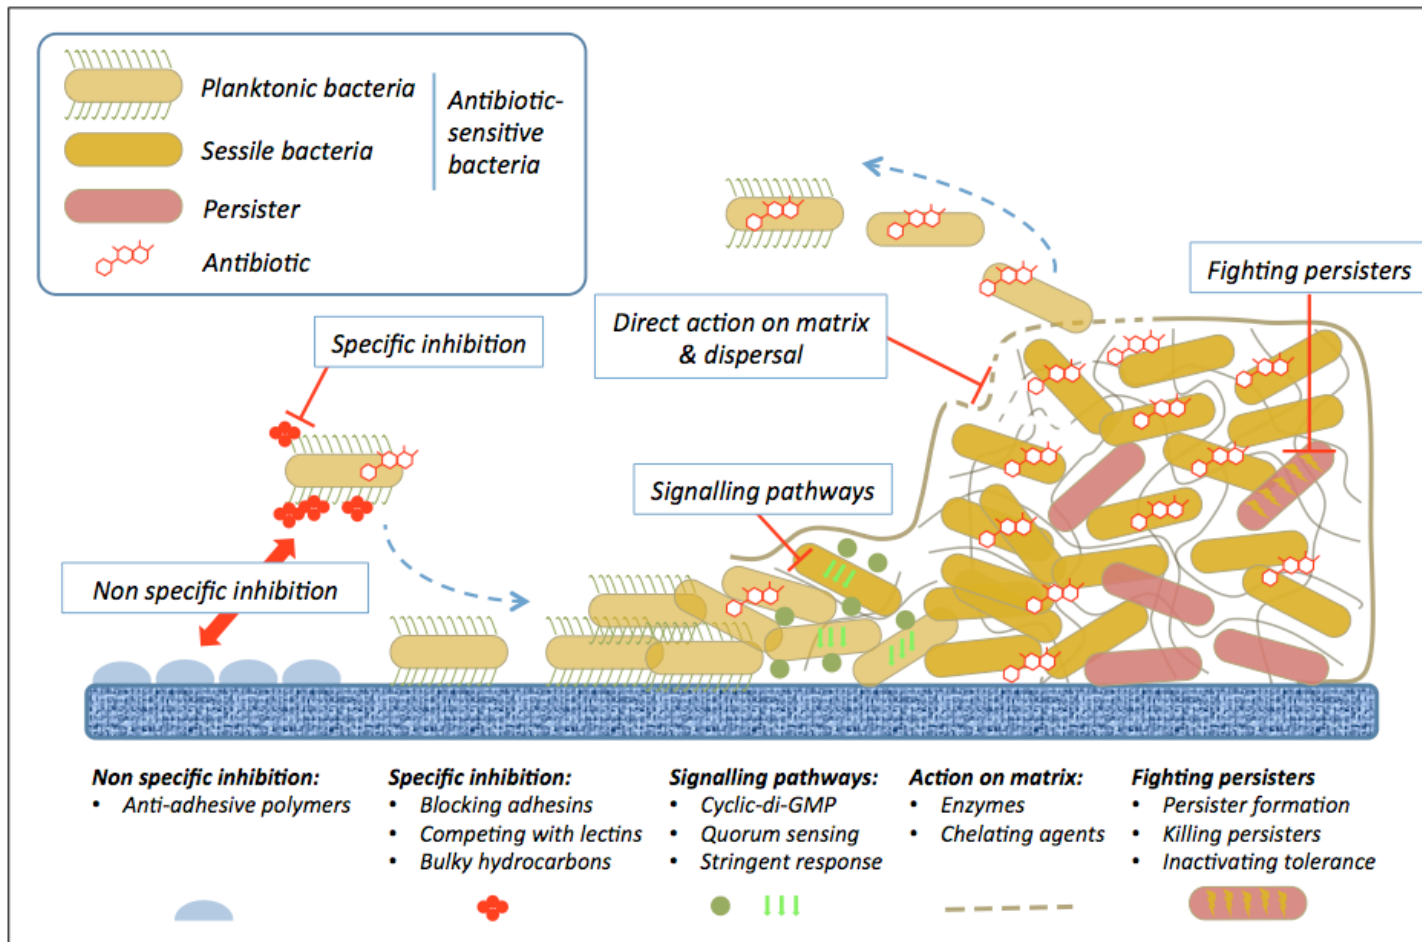 Planktonic bacteria
Sessile bacteria
Antibiotic-
sensitive
bacteria
Persister
Antibiotic
Specific inhibition
Non specific inhibition
Signalling pathways
Direct action on matrix
& dispersal
Fighting persisters
Non specific inhibition:
• Anti-adhesive polymers
Specific inhibition:
• Blocking adhesins
• Competing with lectins
• Bulky hydrocarbons
Signalling pathways:
• Cyclic-di-GMP
• Quorum sensing
• Stringent response
Action on matrix:
• Enzymes
• Chelating agents
Fighting persisters
• Persister formation
• Killing persisters
• Inactivating tolerance